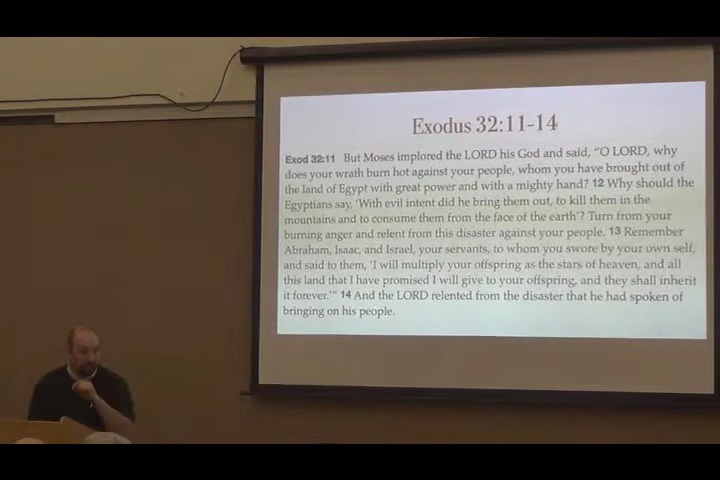 Exodus 32:11-14
Exod 32:11 But Moses implored the LORD his God and said, “O LORD, why
does your wrath burn hot against your people, whom you have brought out of
the land of Egypt with great power and with a mighty hand? 12 Why should the
Egyptians say, ‘With evil intent did he bring them out, to kill them in the
mountains and to consume them from the face of the earth’? Turn from your
burning anger and relent from this disaster against your people. 13 Remember
Abraham, Isaac, and Israel, your servants, to whom you swore by your own self,
and said to them, ‘I will multiply your offspring as the stars of heaven, and all
this land that I have promised I will give to your offspring, and they shall inherit
it forever.’” 14 And the LORD relented from the disaster that he had spoken of
bringing on his people.